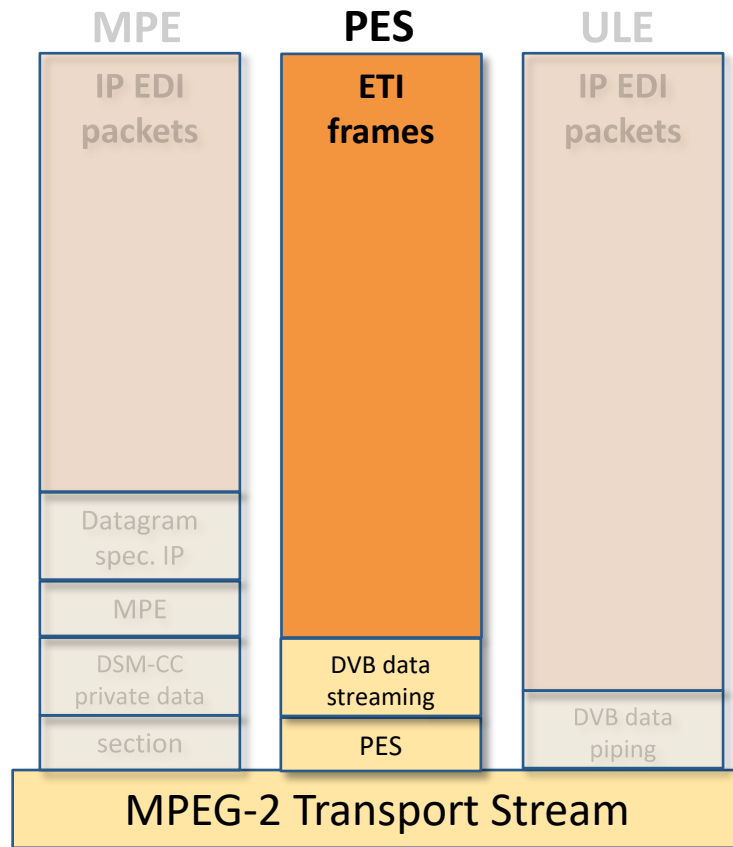 MPE
PES
ULE
IP EDI
packets
ETI
frames
IP EDI
packets
Datagram
spec. IP
MPE
DSM-CC
private data
section
DVB data
streaming
PES
DVB data
piping
MPEG-2 Transport Stream